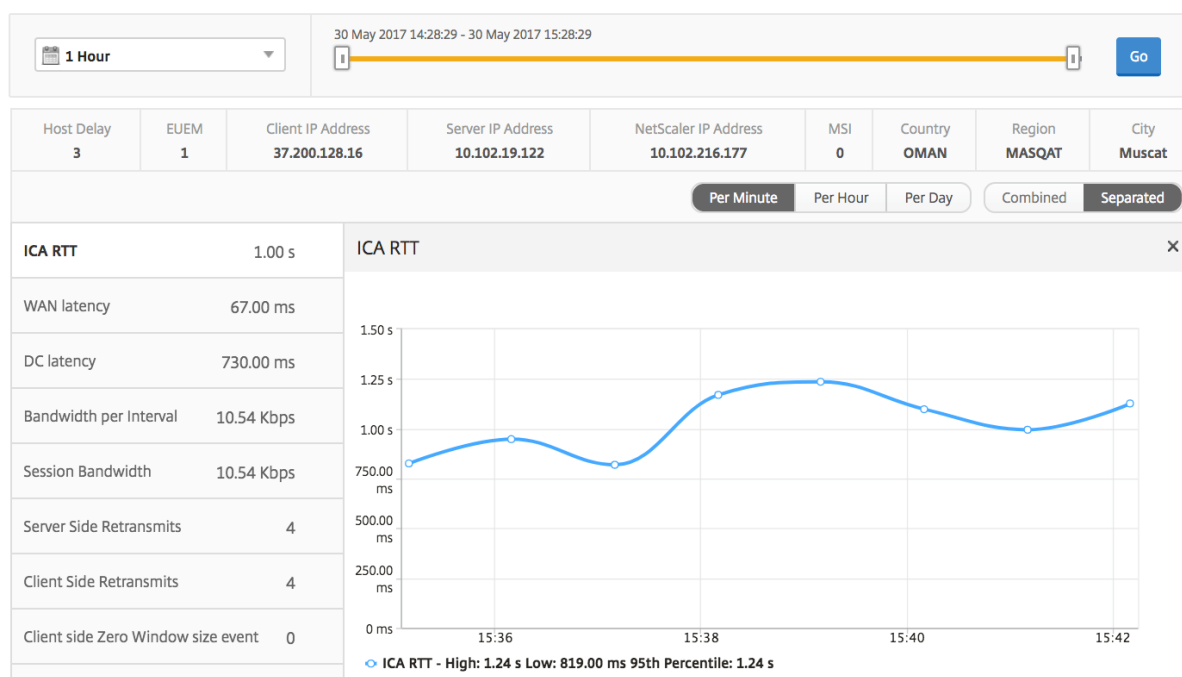 30 May 2017 14:28:29 - 30 May 2017 15:28:29
1 Hour
Go
Host Delay EUEM Client IP Address Server IP Address NetScaler IP Address MSI Country Region City
3 1 37.200.128.16 10.102.19.122 10.102.216.177 0 OMAN MASQAT Muscat
Per Minute Per Hour Per Day Combined Separated
ICA RTT 1.00 s
WAN latency 67.00 ms
DC latency 730.00 ms
Bandwidth per Interval 10.54 Kbps
Session Bandwidth 10.54 Kbps
Server Side Retransmits 4
Client Side Retransmits 4
Client side Zero Window size event 0
ICA RTT ×
1.50 s
1.25 s
1.00 s
750.00
ms
500.00
ms
250.00
ms
0 ms
15:36 15:38 15:40 15:42
ICA RTT - High: 1.24 s Low: 819.00 ms 95th Percentile: 1.24 s